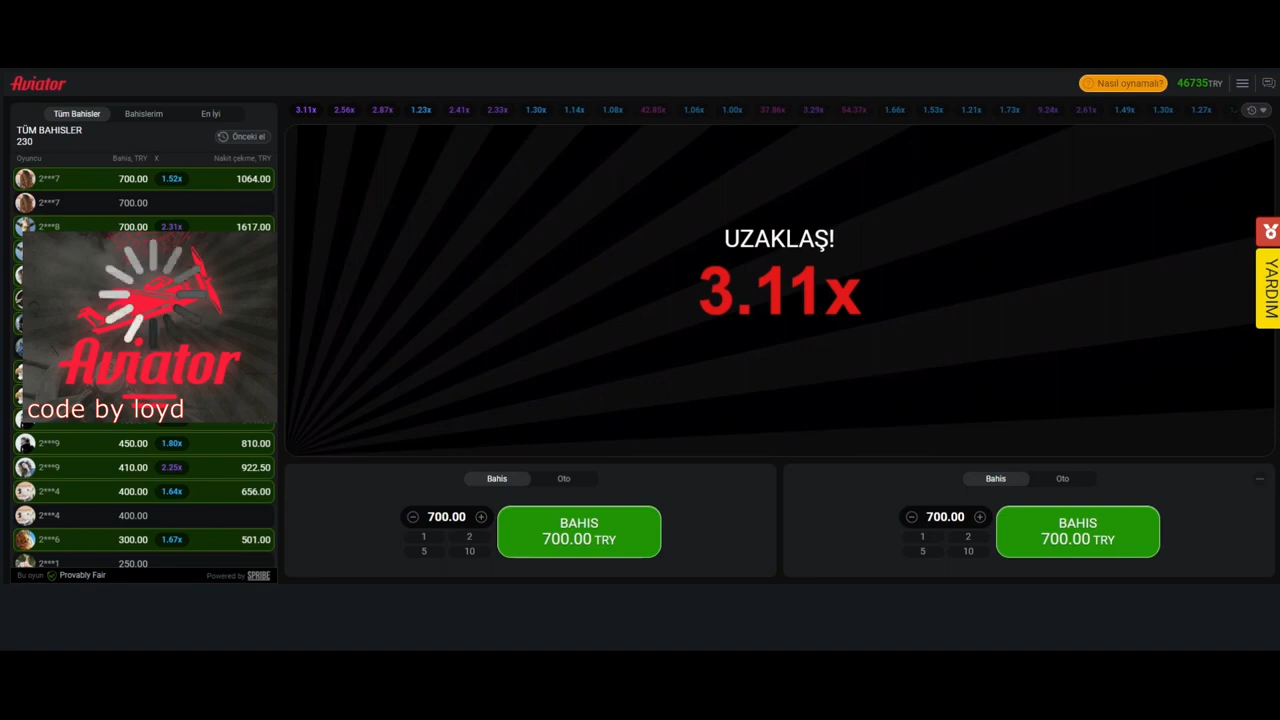 Aviator
Nasıl oynamalı?
46735TRY
Tüm Bahisler Bahislerim En İyi
3.11x 2.56x 2.87x 1.23x 2.41x 2.33x 1.30x 1.14x 1.08x 42.85x 1.06x 1.00x 37.86x 3.29x 54.37x 1.66x 1.53x 1.21x 1.73x 9.24x 2.61x 1.49x 1.30x 1.27x
TÜM BAHISLER
230
Önceki el
Oyuncu Bahis, TRY X Nakit çekme, TRY
2***7 700.00 1.52x 1064.00
2***7 700.00
2***8 700.00 2.31x 1617.00
Aviator
code by loyd
2***9 450.00 1.80x 810.00
2***9 410.00 2.25x 922.50
2***4 400.00 1.64x 656.00
2***4 400.00
2***6 300.00 1.67x 501.00
2***1 250.00
Bu oyun Provably Fair Powered by SPRIBE
UZAKLAŞ!
3.11x
YARDIM
Bahis Oto
700.00
1 2
5 10
BAHIS
700.00 TRY
Bahis Oto
700.00
1 2
5 10
BAHIS
700.00 TRY